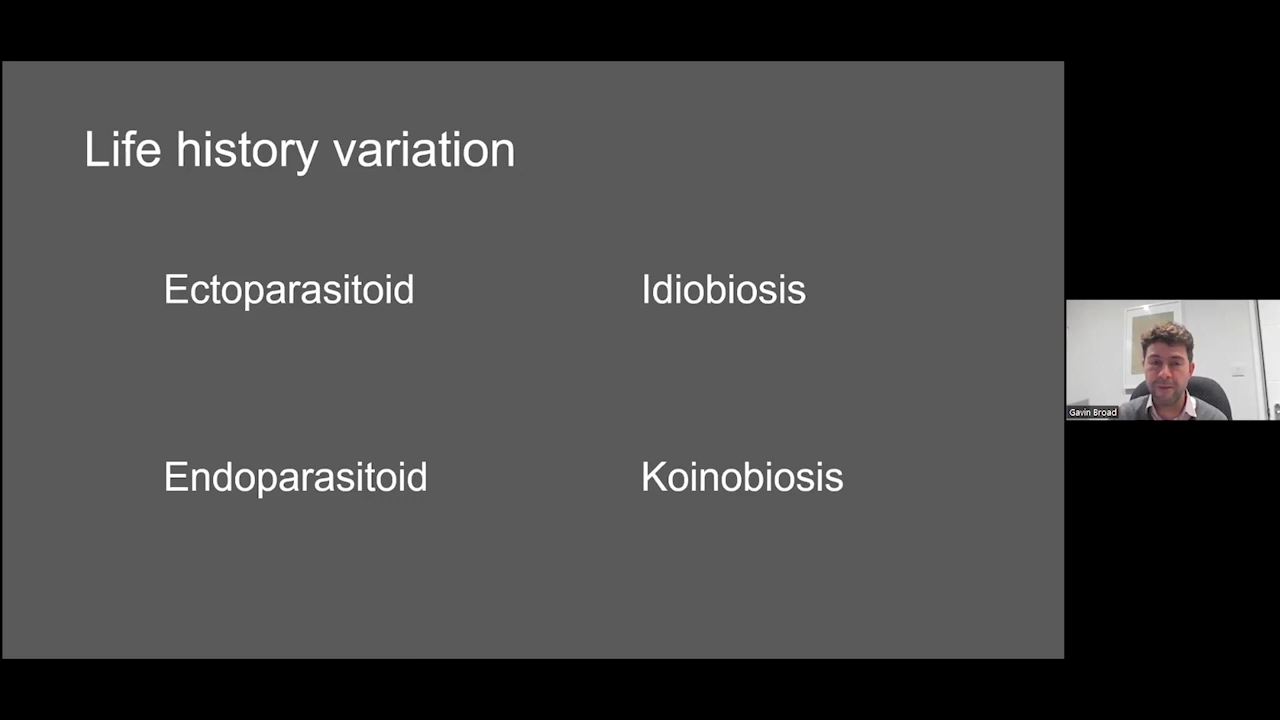 Life history variation
Ectoparasitoid
Idiobiosis
Endoparasitoid
Koinobiosis
Gavin Broad